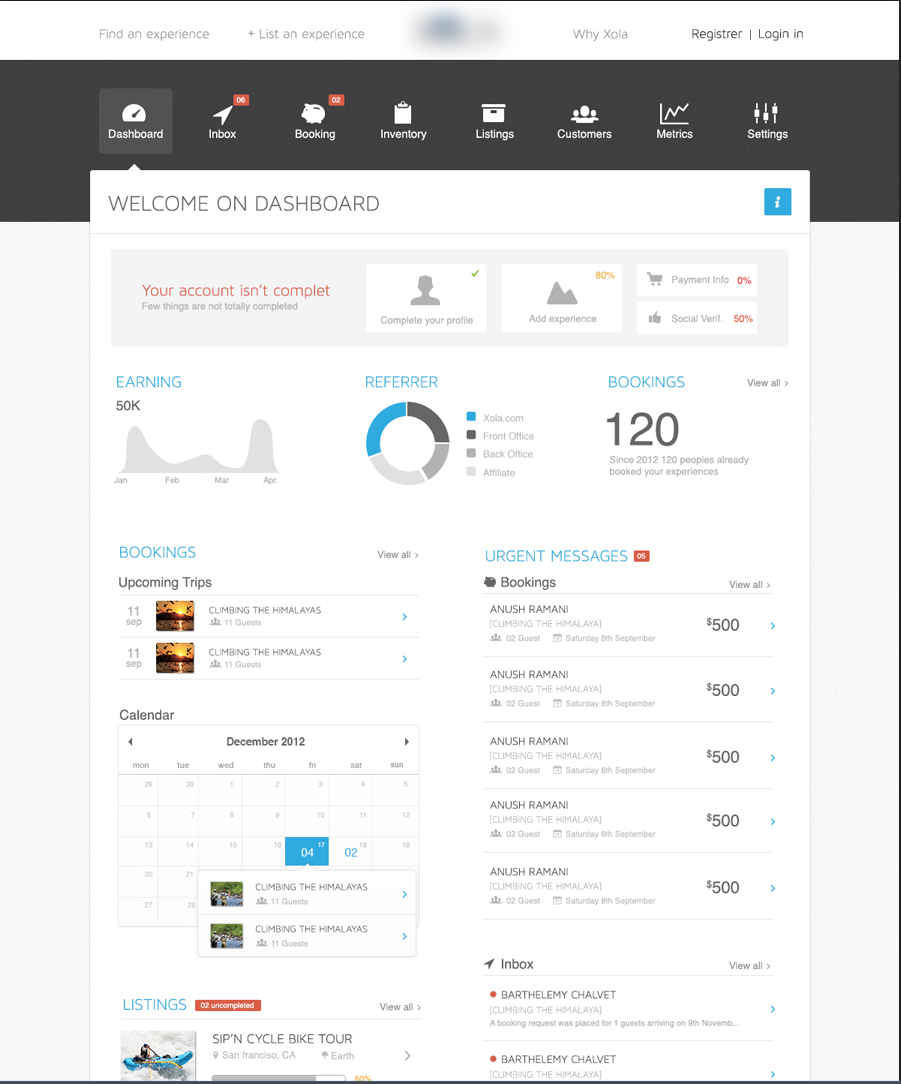 Find an experience
+ List an experience
Why Xola
Registrer | Login in
Dashboard
06
Inbox
02
Booking
Inventory
Listings
Customers
Metrics
Settings
WELCOME ON DASHBOARD
i
Your account isn't complet
Few things are not totally completed
Complete your profile
80%
Add experience
Payment Info 0%
Social Verif. 50%
EARNING
50K
Jan Feb Mar Apr.
REFERRER
Xola.com
Front Office
Back Office
Affiliate
BOOKINGS
View all >
120
Since 2012 120 peoples already
booked your experiences
BOOKINGS
View all >
Upcoming Trips
11
sep
CLIMBING THE HIMALAYAS
11 Guests
11
sep
CLIMBING THE HIMALAYAS
11 Guests
Calendar
December 2012
mon tue wed thu fri sat sun
29 30 1 2 3 4 5
6 7 8 9 10 11 12
13 14 15 16 17 18 19
04 02
20 21
27 28
CLIMBING THE HIMALAYAS
11 Guests
CLIMBING THE HIMALAYAS
11 Guests
LISTINGS
02 uncompleted
View all >
SIP'N CYCLE BIKE TOUR
San franciso, CA Earth
60%
URGENT MESSAGES 05
Bookings
View all >
ANUSH RAMANI
[CLIMBING THE HIMALAYA]
02 Guest Saturday 8th September
$500
ANUSH RAMANI
[CLIMBING THE HIMALAYA]
02 Guest Saturday 8th September
$500
ANUSH RAMANI
[CLIMBING THE HIMALAYA]
02 Guest Saturday 8th September
$500
ANUSH RAMANI
[CLIMBING THE HIMALAYA]
02 Guest Saturday 8th September
$500
ANUSH RAMANI
[CLIMBING THE HIMALAYA]
02 Guest Saturday 8th September
$500
Inbox
View all >
BARTHELEMY CHALVET
[CLIMBING THE HIMALAYA]
A booking request was placed for 1 guests arriving on 9th Novemb...
BARTHELEMY CHALVET
[CLIMBING THE HIMALAYA]